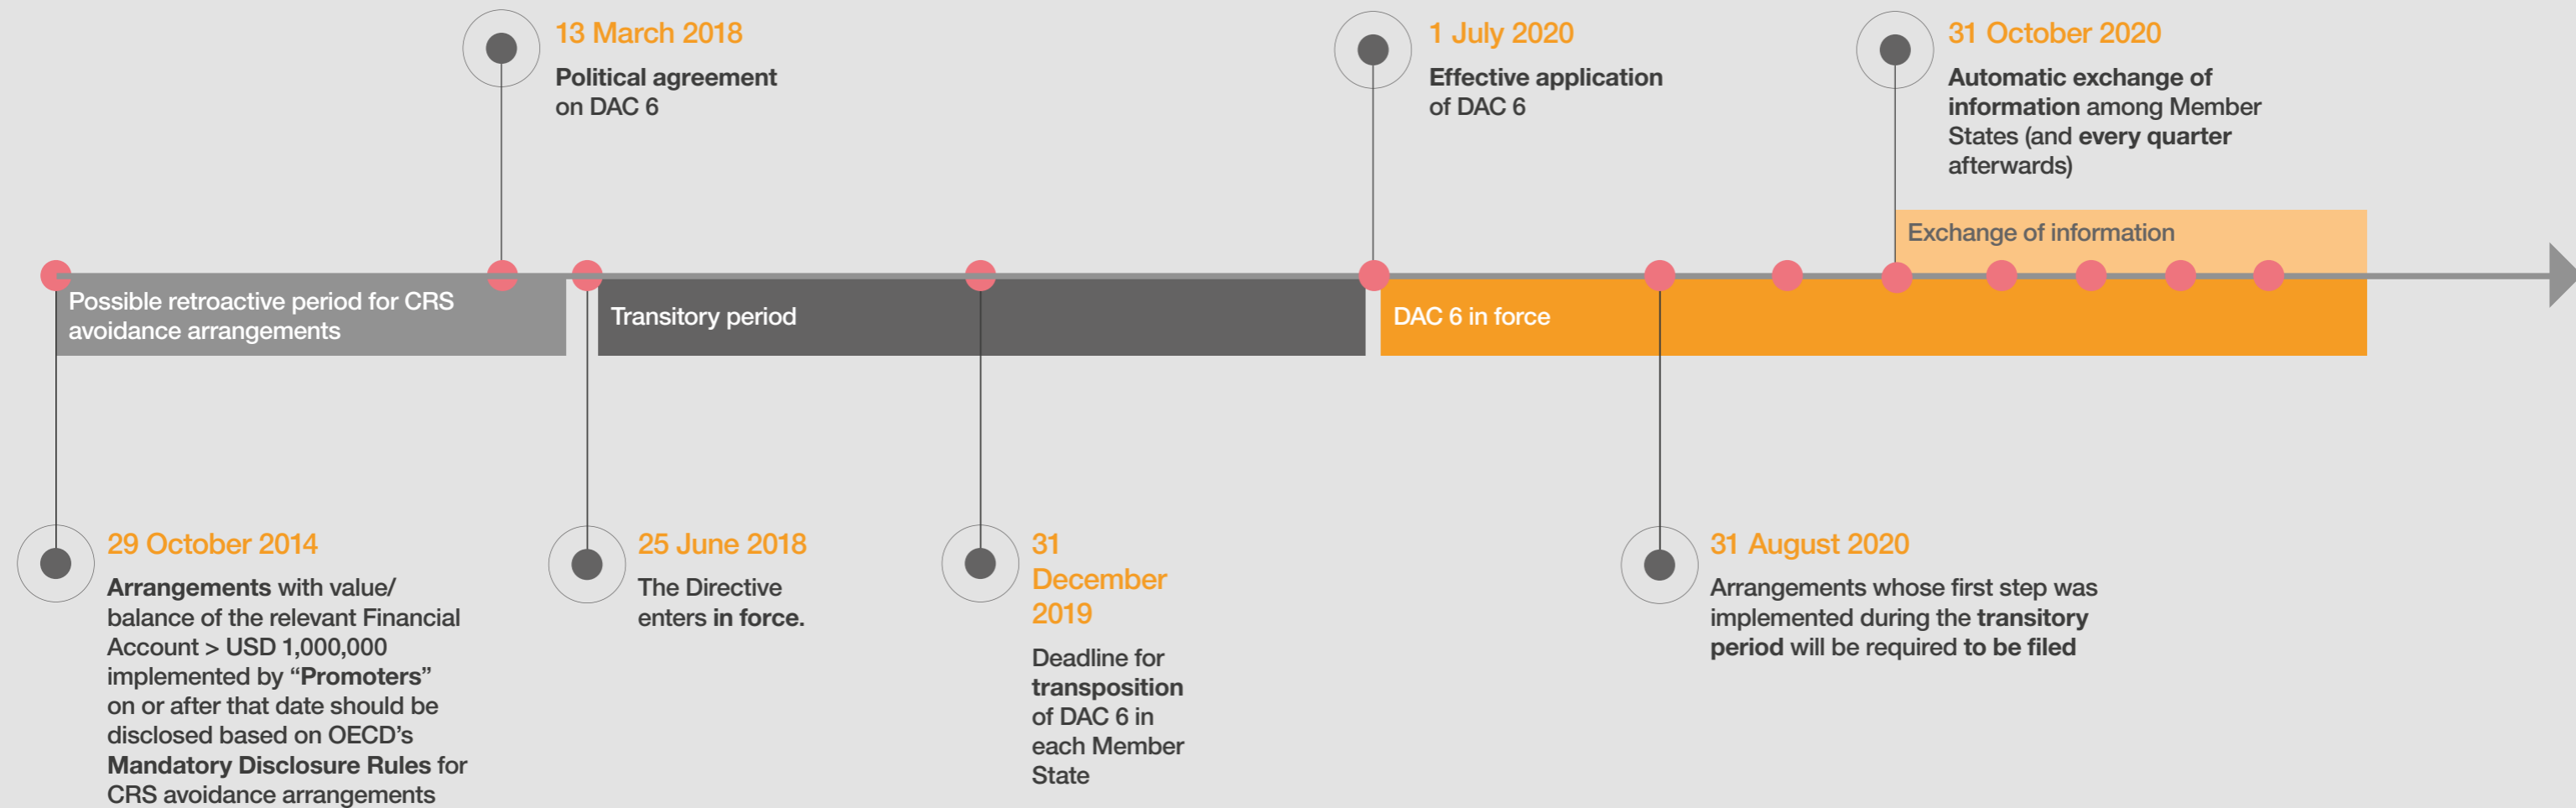 13 March 2018
Political agreement
on DAC 6
1 July 2020
Effective application
of DAC 6
31 October 2020
Automatic exchange of
information among Member
States (and every quarter
afterwards)
Exchange of information
Possible retroactive period for CRS
avoidance arrangements
Transitory period
DAC 6 in force
29 October 2014
Arrangements with value/
balance of the relevant Financial
Account > USD 1,000,000
implemented by “Promoters”
on or after that date should be
disclosed based on OECD’s
Mandatory Disclosure Rules for
CRS avoidance arrangements
25 June 2018
The Directive
enters in force.
31
December
2019
Deadline for
transposition
of DAC 6 in
each Member
State
31 August 2020
Arrangements whose first step was
implemented during the transitory
period will be required to be filed